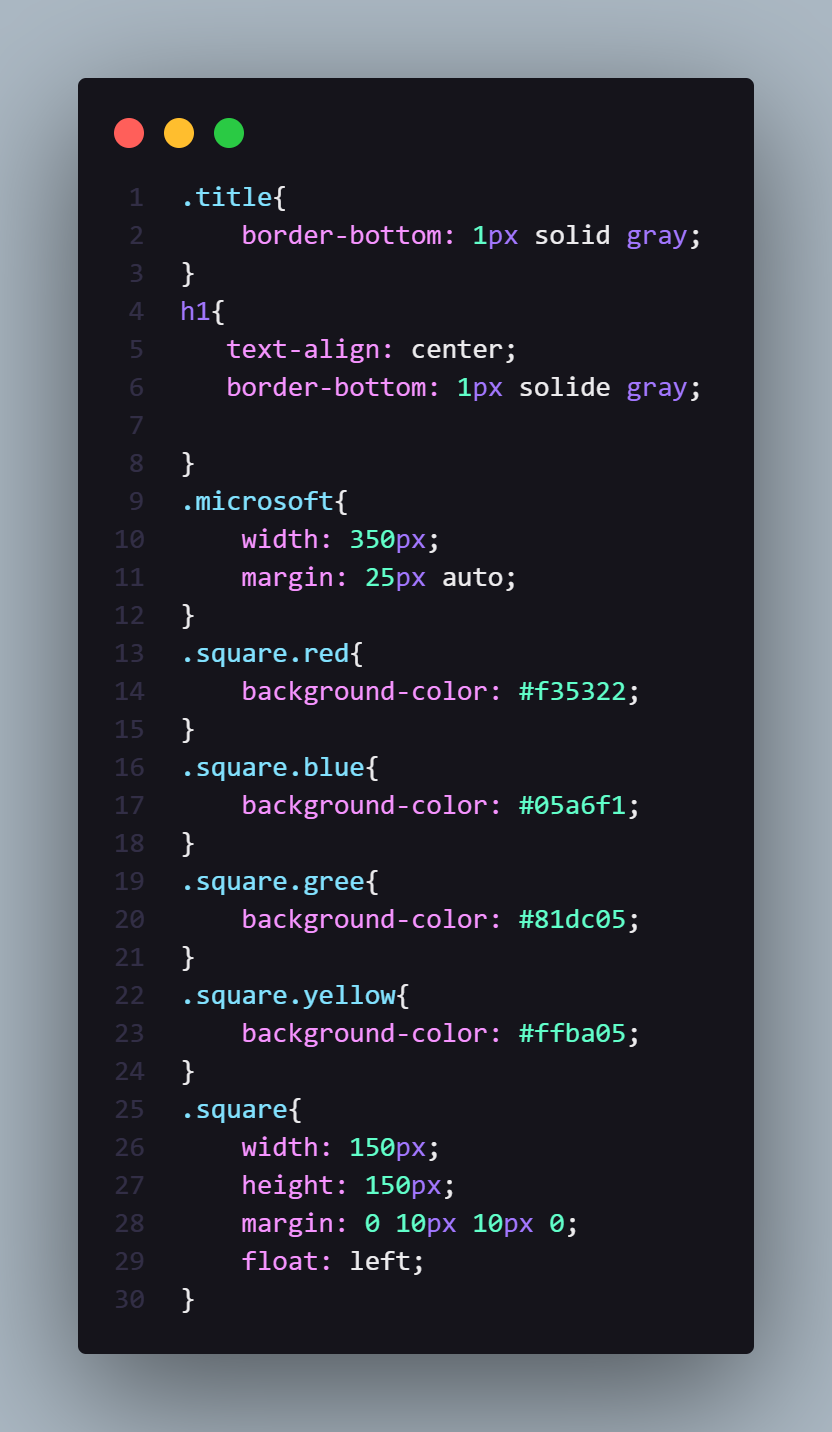 1 .title{
2     border-bottom: 1px solid gray;
3 }
4 h1{
5    text-align: center;
6    border-bottom: 1px solide gray;
7
8 }
9 .microsoft{
10     width: 350px;
11     margin: 25px auto;
12 }
13 .square.red{
14     background-color: #f35322;
15 }
16 .square.blue{
17     background-color: #05a6f1;
18 }
19 .square.gree{
20     background-color: #81dc05;
21 }
22 .square.yellow{
23     background-color: #ffba05;
24 }
25 .square{
26     width: 150px;
27     height: 150px;
28     margin: 0 10px 10px 0;
29     float: left;
30 }